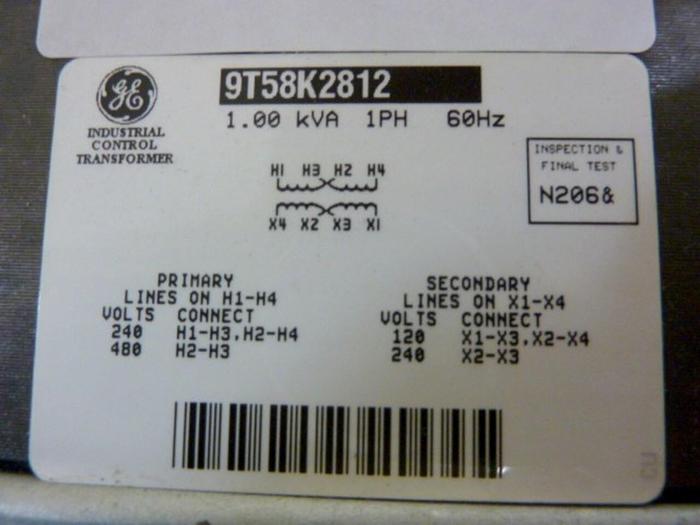 GE
INDUSTRIAL
CONTROL
TRANSFORMER
9T58K2812
1.00 kVA 1PH 60Hz
INSPECTION &
FINAL TEST
N206&
H1 H3 H2 H4
X4 X2 X3 X1
PRIMARY
LINES ON H1-H4
VOLTS CONNECT
240 H1-H3,H2-H4
480 H2-H3
SECONDARY
LINES ON X1-X4
VOLTS CONNECT
120 X1-X3,X2-X4
240 X2-X3
CU